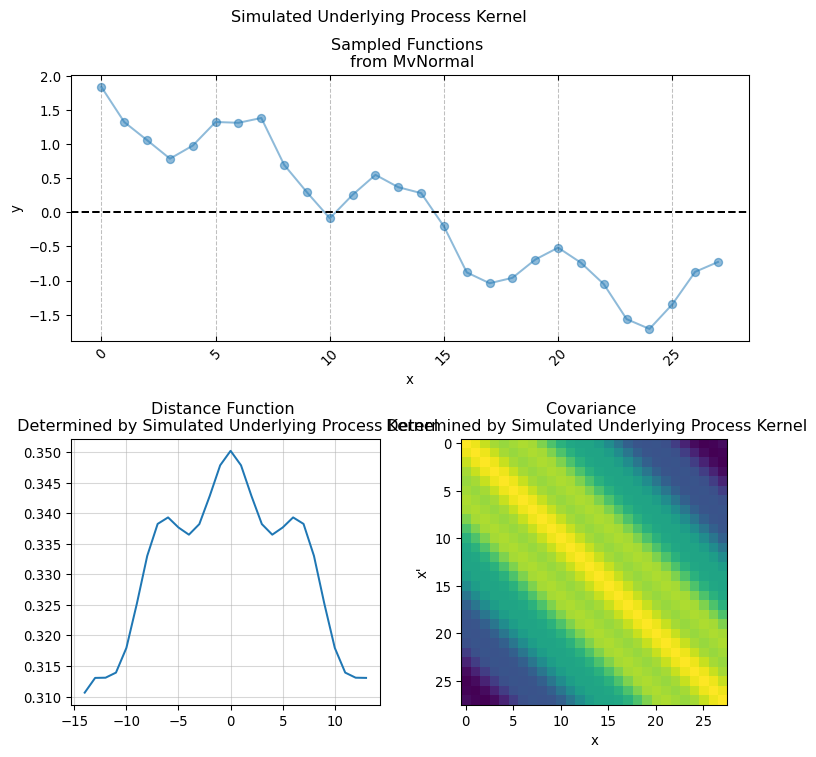 Simulated Underlying Process Kernel
Sampled Functions
from MvNormal
2.0
1.5
1.0
0.5
0.0
−0.5
−1.0
−1.5
y
0 5 10 15 20 25
x
Distance Function
Determined by Simulated Underlying Process Kernel
0.350
0.345
0.340
0.335
0.330
0.325
0.320
0.315
0.310
−15 −10 −5 0 5 10
Covariance
Determined by Simulated Underlying Process Kernel
0
5
10
15
20
25
x'
0 5 10 15 20 25
x